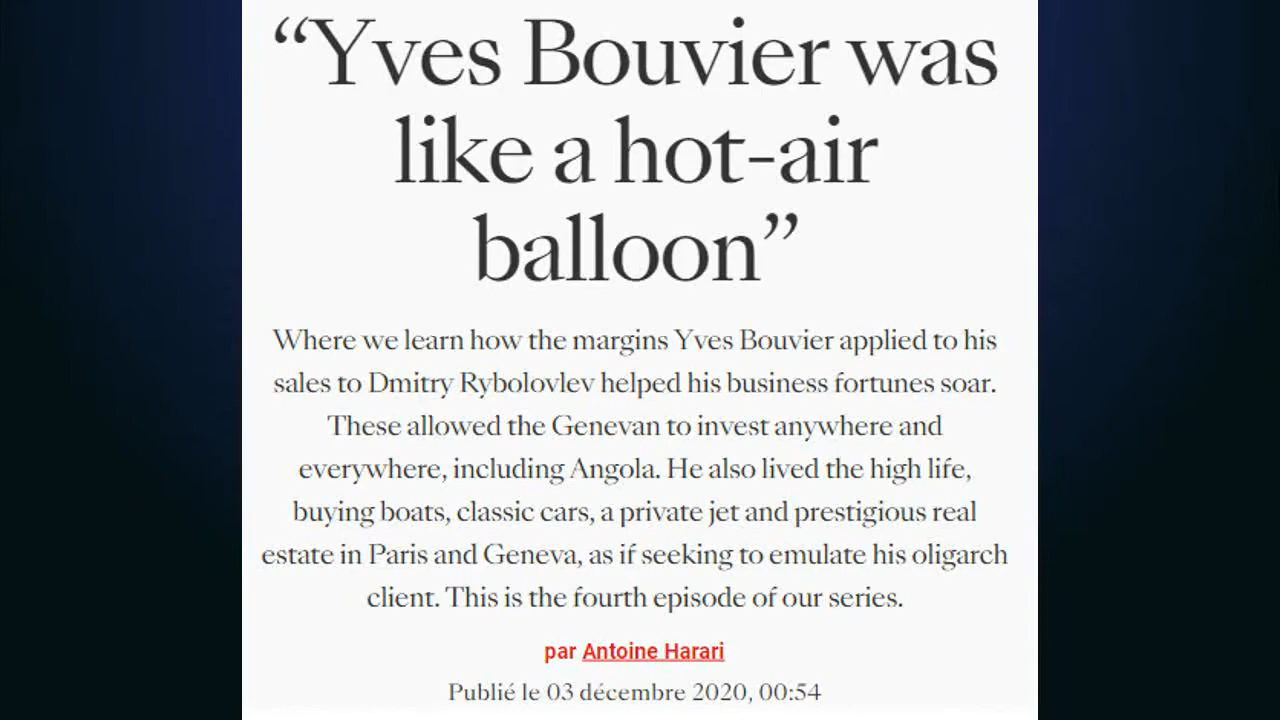 “Yves Bouvier was
like a hot-air
balloon”
Where we learn how the margins Yves Bouvier applied to his
sales to Dmitry Rybolovlev helped his business fortunes soar.
These allowed the Genevan to invest anywhere and
everywhere, including Angola. He also lived the high life,
buying boats, classic cars, a private jet and prestigious real
estate in Paris and Geneva, as if seeking to emulate his oligarch
client. This is the fourth episode of our series.
par Antoine Harari
Publié le 03 décembre 2020, 00:54